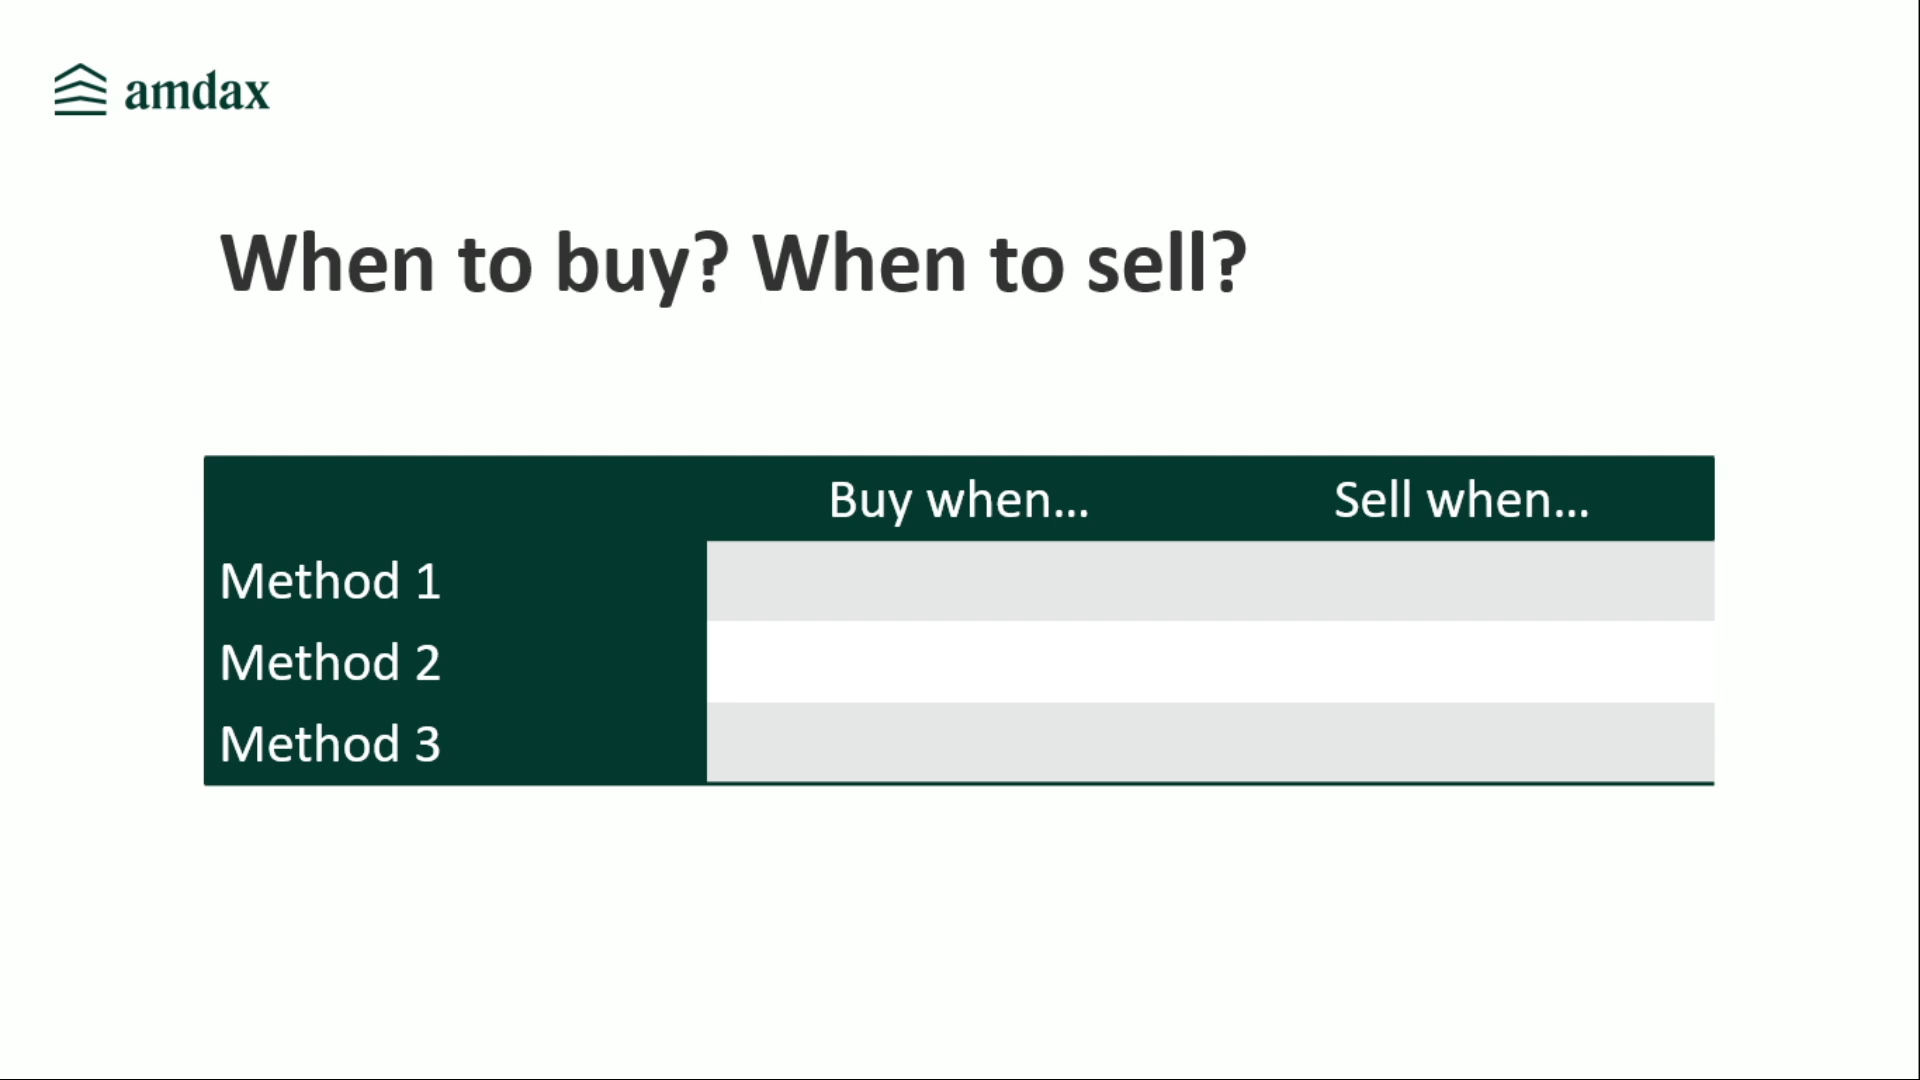 amdax
When to buy? When to sell?
Buy when... Sell when...
Method 1
Method 2
Method 3